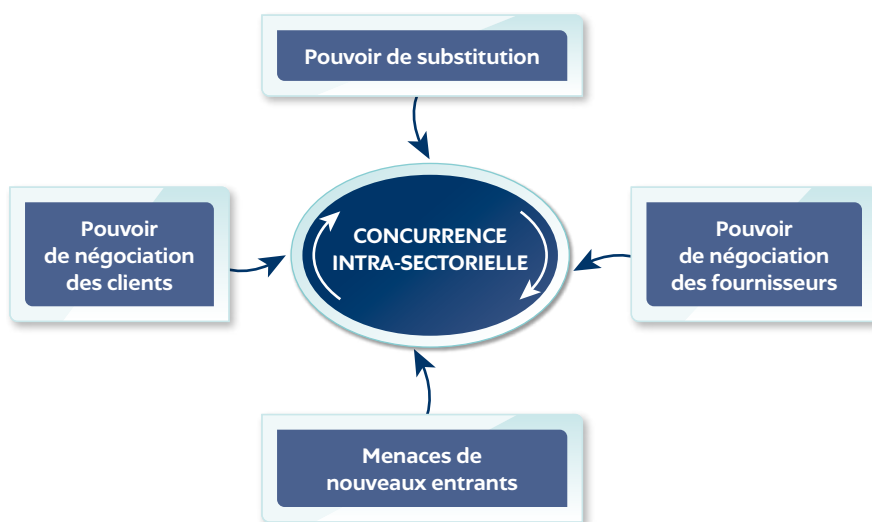 Pouvoir de substitution
Pouvoir
de négociation
des clients
CONCURRENCE
INTRA-SECTORIELLE
Pouvoir
de négociation
des fournisseurs
Menaces de
nouveaux entrants